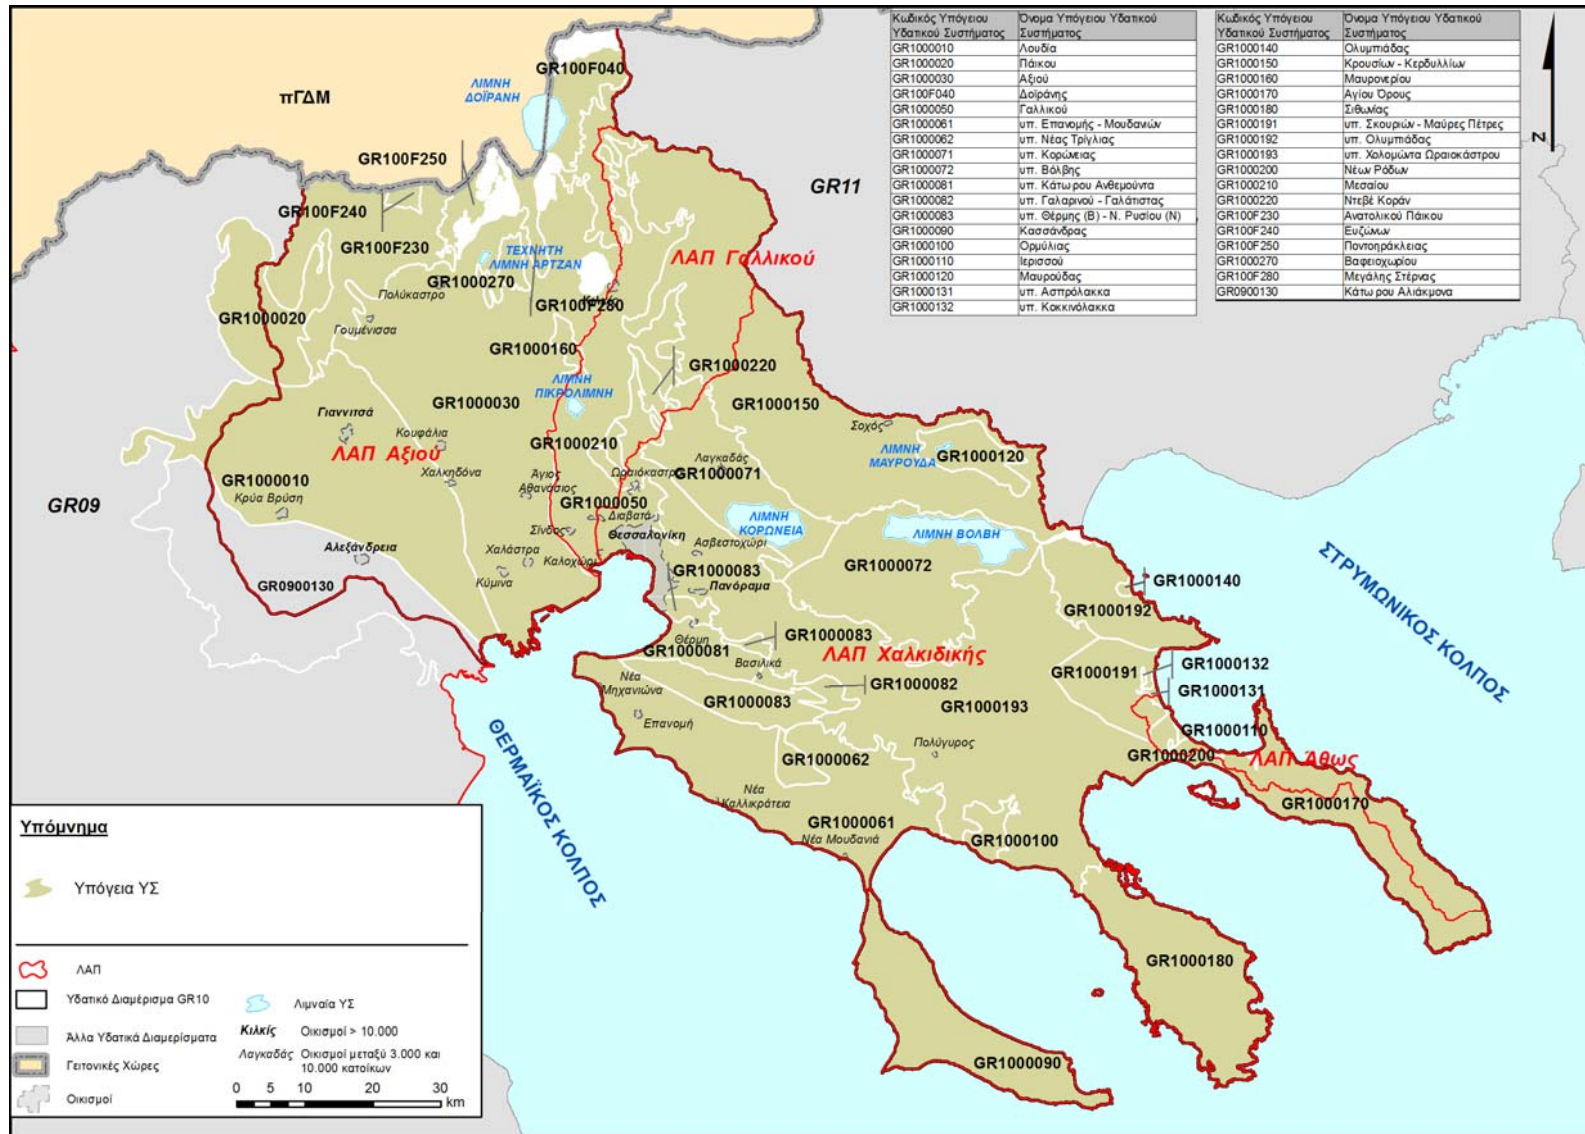 Κωδικός Υπόγειου Υδατικού Συστήματος Όνομα Υπόγειου Υδατικού Συστήματος
GR1000010 Λουδία
GR1000020 Πάικου
GR1000030 Αξιού
GR100F040 Δοϊράνης
GR1000050 Γαλλικού
GR1000061 υπ. Επανομής - Μουδανιών
GR1000062 υπ. Νέας Τρίγλιας
GR1000071 υπ. Κορώνειας
GR1000072 υπ. Βόλβης
GR1000081 υπ. Κάτω ρου Ανθεμούντα
GR1000082 υπ. Γαλαρινού - Γαλάτιστας
GR1000083 υπ. Θέρμης (Β) - Ν. Ρυσίου (Ν)
GR1000090 Κασσάνδρας
GR1000100 Ορμύλιας
GR1000110 Ιερισσού
GR1000120 Μαυρούδας
GR1000131 υπ. Ασπρόλακκα
GR1000132 υπ. Κοκκινόλακκα
Κωδικός Υπόγειου Υδατικού Συστήματος Όνομα Υπόγειου Υδατικού Συστήματος
GR1000140 Ολυμπιάδας
GR1000150 Κρουσίων - Κερδυλλίων
GR1000160 Μαυρονερίου
GR1000170 Αγίου Όρους
GR1000180 Σιθωνίας
GR1000191 υπ. Σκουριών - Μαύρες Πέτρες
GR1000192 υπ. Ολυμπιάδας
GR1000193 υπ. Χολομώντα Ωραιοκάστρου
GR1000200 Νέων Ρόδων
GR1000210 Μεσαίου
GR1000220 Ντεβέ Κοράν
GR100F230 Ανατολικού Πάικου
GR100F240 Ευζώνων
GR100F250 Ποντοηράκλειας
GR1000270 Βαφειοχωρίου
GR100F280 Μεγάλης Στέρνας
GR0900130 Κάτω ρου Αλιάκμονα
N
πΓΔΜ
ΛΙΜΝΗ
ΔΟΪΡΑΝΗ
GR100F040
GR100F250
GR11
GR100F240
GR100F230
ΤΕΧΝΗΤΗ
ΛΙΜΝΗ ΑΡΤΖΑΝ
ΛΑΠ Γαλλικού
GR1000270
Πολύκαστρο
GR100F280
GR1000020
Γουμένισσα
GR1000160
GR1000220
ΛΙΜΝΗ
ΠΙΚΡΟΛΙΜΝΗ
GR1000030
GR1000150
Γιαννιτσά
Κουφάλια
Σοχός
ΛΑΠ Αξιού
GR1000210
ΛΙΜΝΗ
ΜΑΥΡΟΥΔΑ
GR1000120
Λαγκαδάς
Χαλκηδόνα
Άγιος
Αθανάσιος
Ωραιόκαστρο
GR1000071
GR1000010
Κρύα Βρύση
GR1000050
GR09
Διαβατά
ΛΙΜΝΗ
ΚΟΡΩΝΕΙΑ
ΛΙΜΝΗ ΒΟΛΒΗ
Σίνδος
Θεσσαλονίκη
Αλεξάνδρεια
Χαλάστρα
Καλοχώρι
Ασβεστοχώρι
GR1000072
GR1000083
Πανόραμα
GR0900130
Κύμινα
GR1000140
GR1000192
ΣΤΡΥΜΩΝΙΚΟΣ ΚΟΛΠΟΣ
Θέρμη
GR1000083
GR1000081
ΛΑΠ Χαλκιδικής
Βασιλικά
GR1000132
GR1000191
GR1000131
Νέα
Μηχανιώνα
GR1000082
GR1000083
GR1000193
Επανομή
GR1000110
Πολύγυρος
GR1000200
ΛΑΠ Άθως
GR1000062
ΘΕΡΜΑΪΚΟΣ ΚΟΛΠΟΣ
Νέα
Καλλικράτεια
GR1000170
GR1000061
Νέα Μουδανιά
GR1000100
GR1000180
GR1000090
Υπόμνημα
Υπόγεια ΥΣ
ΛΑΠ
Υδατικό Διαμέρισμα GR10
Λιμναία ΥΣ
Άλλα Υδατικά Διαμερίσματα
Κιλκίς Οικισμοί > 10.000
Γειτονικές Χώρες
Λαγκαδάς Οικισμοί μεταξύ 3.000 και
10.000 κατοίκων
Οικισμοί
0 5 10 20 30
km